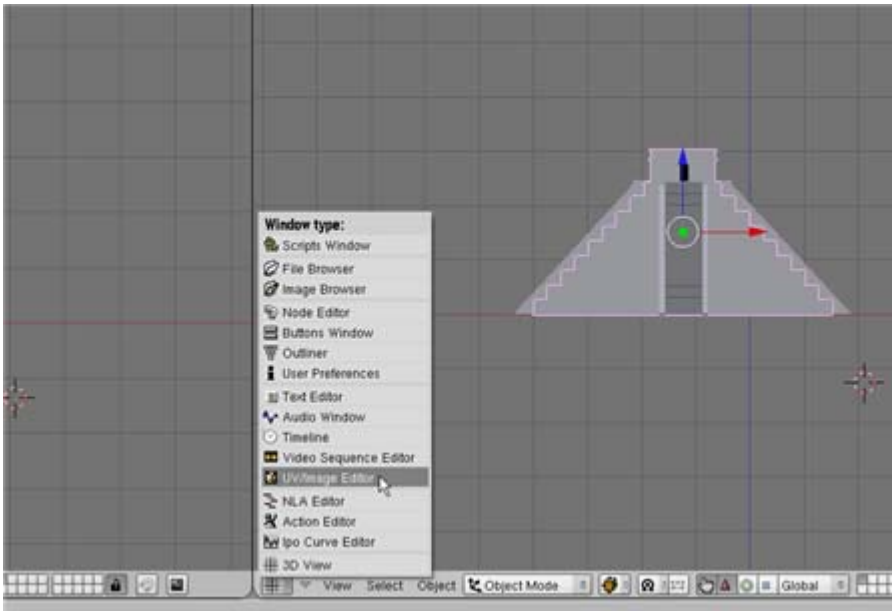 Window type:
Scripts Window
File Browser
Image Browser
Node Editor
Buttons Window
Outliner
User Preferences
Text Editor
Audio Window
Timeline
Video Sequence Editor
UV/Image Editor
NLA Editor
Action Editor
Ipo Curve Editor
3D View
View Select Object Object Mode Global